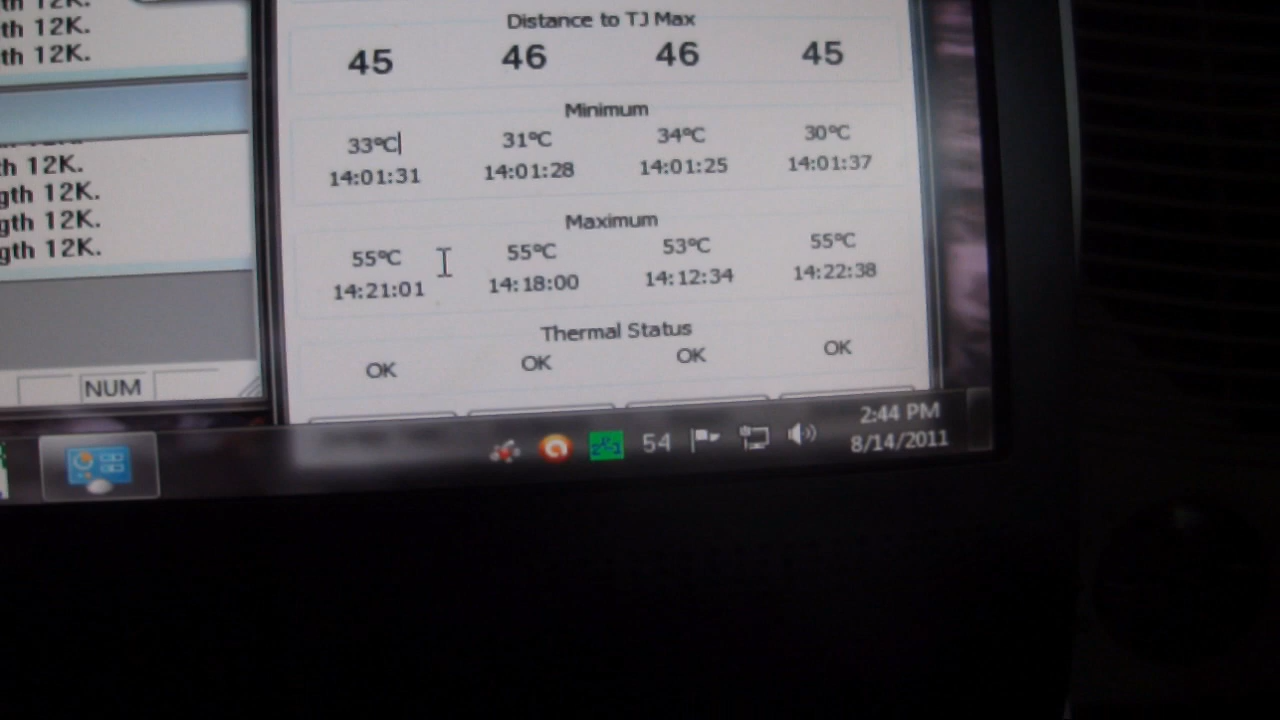 th 12K.
th 12K.
th 12K.
th 12K.
gth 12K.
gth 12K.
gth 12K.
NUM
Distance to TJ Max
45 46 46 45
Minimum
33°C 31°C 34°C 30°C
14:01:31 14:01:28 14:01:25 14:01:37
Maximum
55°C 55°C 53°C 55°C
14:21:01 14:18:00 14:12:34 14:22:38
Thermal Status
OK OK OK OK
54
2:44 PM
8/14/2011